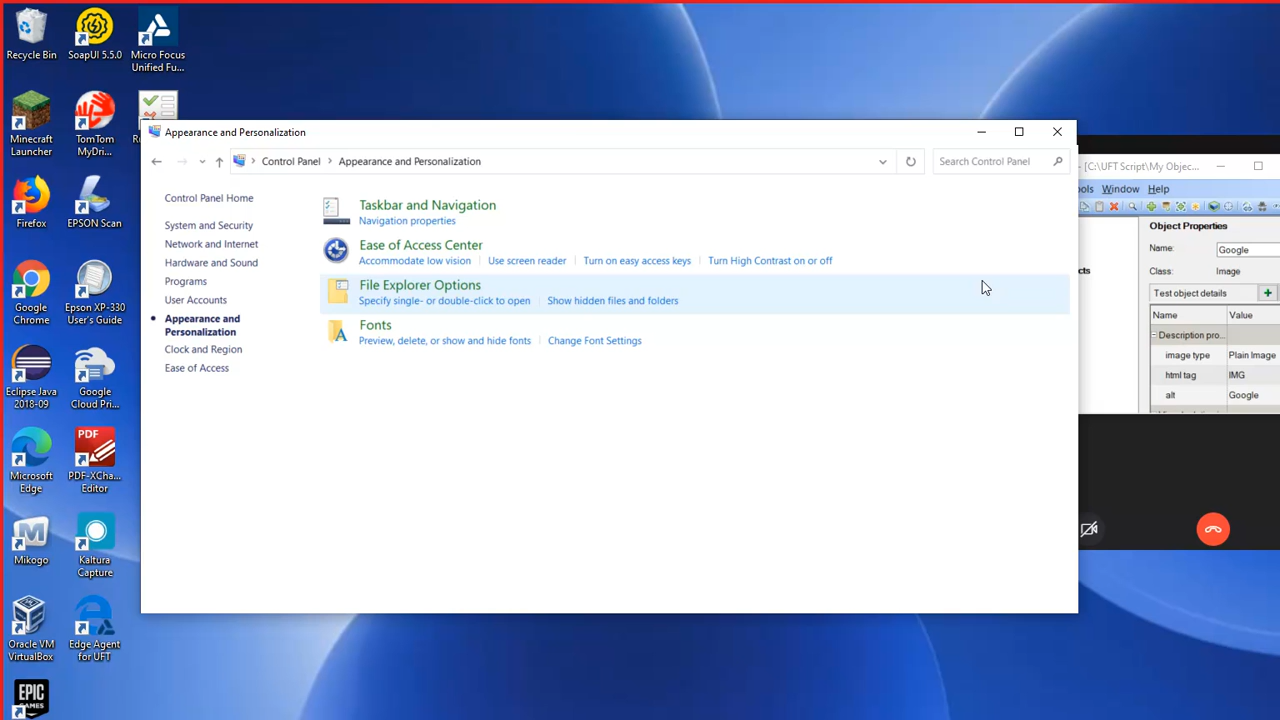 Recycle Bin
SoapUI 5.5.0
Micro Focus
Unified Fu...
Minecraft
Launcher
TomTom
MyDri...
Firefox
EPSON Scan
Google
Chrome
Epson XP-330
User's Guide
Eclipse Java
2018-09
Google
Cloud Pri...
Microsoft
Edge
PDF
PDF-XCha...
Editor
Mikogo
Kaltura
Capture
Oracle VM
VirtualBox
Edge Agent
for UFT
EPIC
GAMES
Appearance and Personalization
Control Panel
Appearance and Personalization
Search Control Panel
Control Panel Home
System and Security
Network and Internet
Hardware and Sound
Programs
User Accounts
Appearance and
Personalization
Clock and Region
Ease of Access
Taskbar and Navigation
Navigation properties
Ease of Access Center
Accommodate low vision
Use screen reader
Turn on easy access keys
Turn High Contrast on or off
File Explorer Options
Specify single- or double-click to open
Show hidden files and folders
Fonts
Preview, delete, or show and hide fonts
Change Font Settings
- [C:\UFT Script\My Objec...
ols Window Help
Object Properties
Name: Google
Class: Image
Test object details
Name Value
Description pro...
image type Plain Image
html tag IMG
alt Google